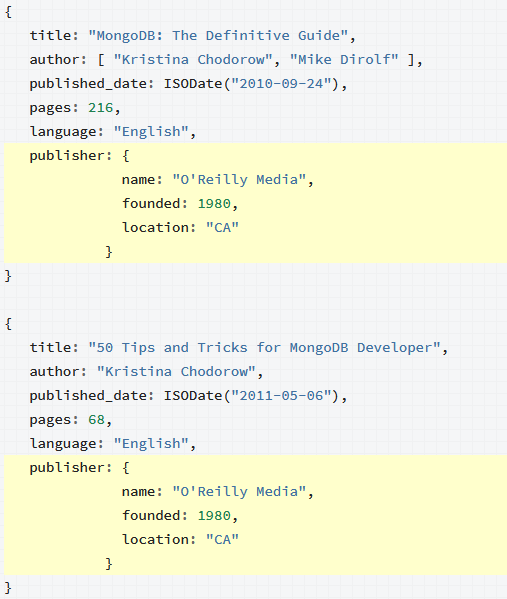 {
title: "MongoDB: The Definitive Guide",
author: [ "Kristina Chodorow", "Mike Dirolf" ],
published_date: ISODate("2010-09-24"),
pages: 216,
language: "English",
publisher: {
name: "O'Reilly Media",
founded: 1980,
location: "CA"
}
}
{
title: "50 Tips and Tricks for MongoDB Developer",
author: "Kristina Chodorow",
published_date: ISODate("2011-05-06"),
pages: 68,
language: "English",
publisher: {
name: "O'Reilly Media",
founded: 1980,
location: "CA"
}
}